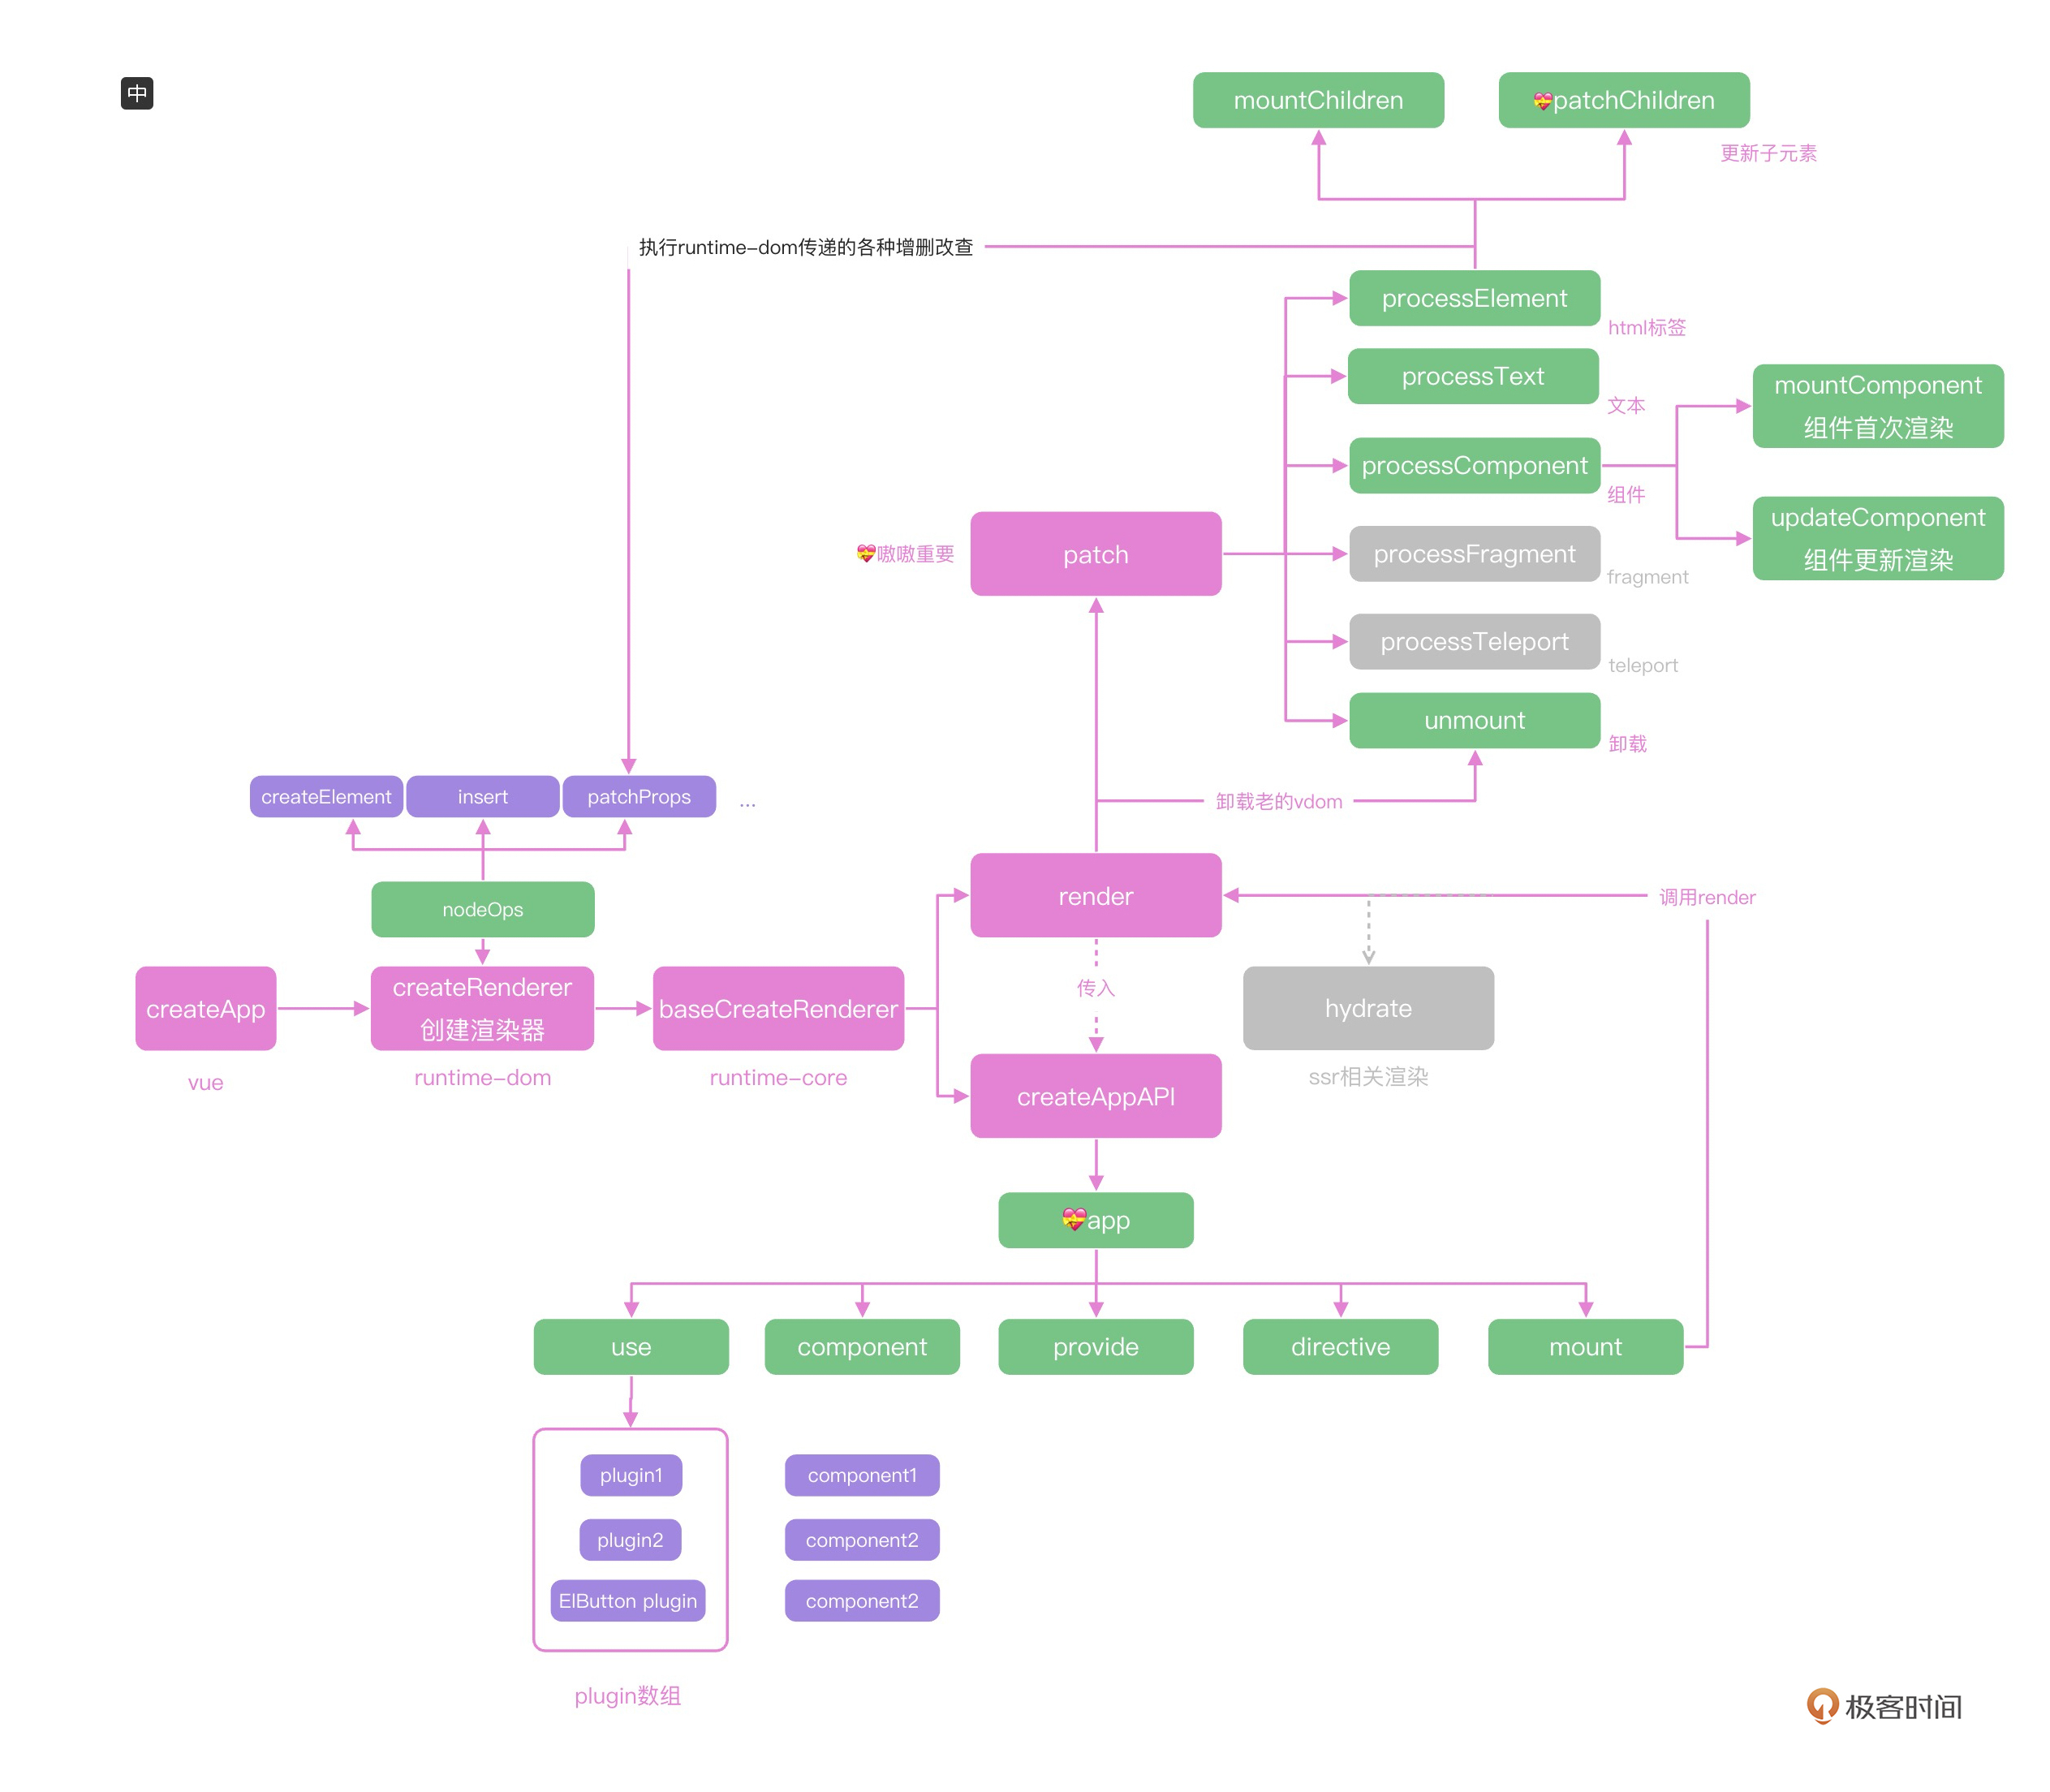 中
mountChildren
💝patchChildren
更新子元素
执行runtime-dom传递的各种增删改查
processElement
html标签
processText
文本
mountComponent
组件首次渲染
processComponent
组件
updateComponent
组件更新渲染
💝嗷嗷重要
patch
processFragment
fragment
processTeleport
teleport
unmount
卸载
createElement
insert
patchProps
...
卸载老的vdom
nodeOps
render
调用render
createApp
vue
createRenderer
创建渲染器
runtime-dom
baseCreateRenderer
runtime-core
传入
hydrate
ssr相关渲染
createAppAPI
💝app
use
component
provide
directive
mount
plugin1
component1
plugin2
component2
ElButton plugin
component2
plugin数组
极客时间